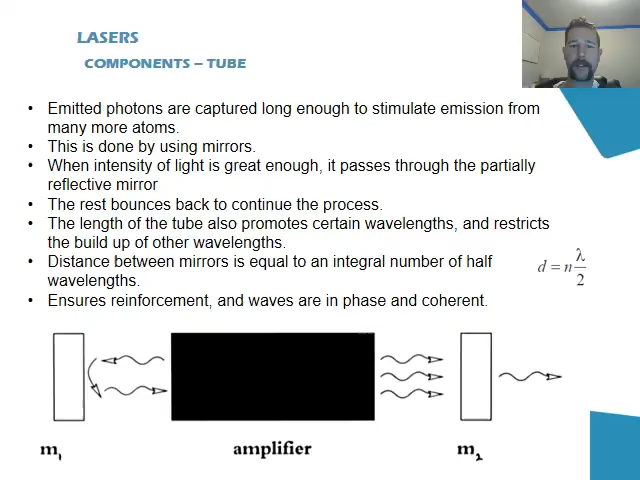 LASERS
COMPONENTS – TUBE
• Emitted photons are captured long enough to stimulate emission from
many more atoms.
• This is done by using mirrors.
• When intensity of light is great enough, it passes through the partially
reflective mirror
• The rest bounces back to continue the process.
• The length of the tube also promotes certain wavelengths, and restricts
the build up of other wavelengths.
• Distance between mirrors is equal to an integral number of half
wavelengths.
d = n λ/2
• Ensures reinforcement, and waves are in phase and coherent.
m₁ amplifier m₂